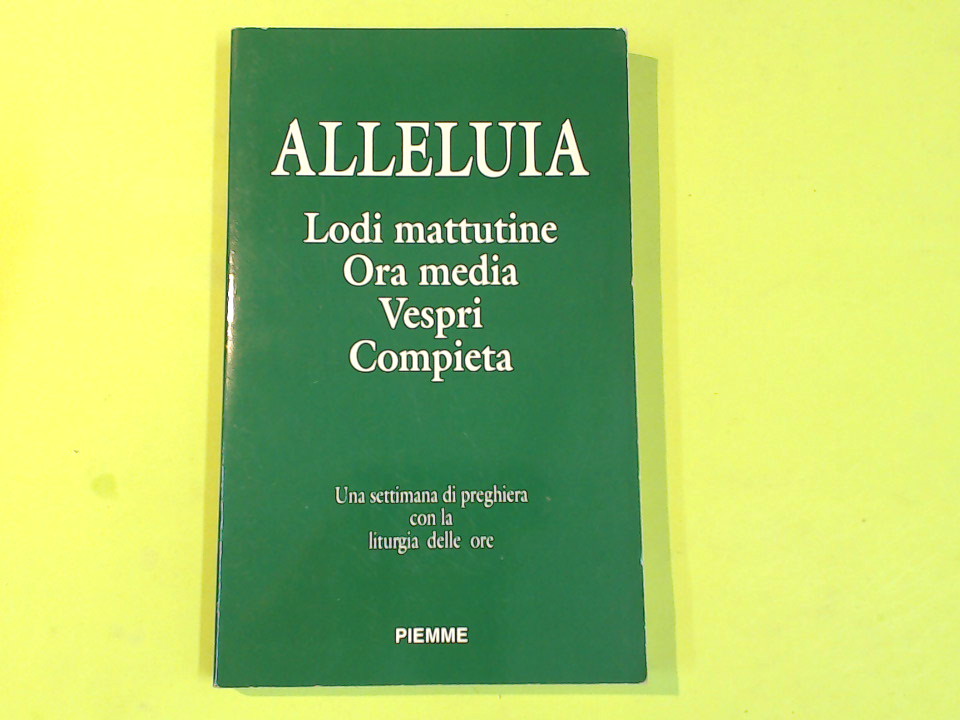 ALLELUIA
Lodi mattutine
Ora media
Vespri
Compieta
Una settimana di preghiera
con la
liturgia delle ore
PIEMME